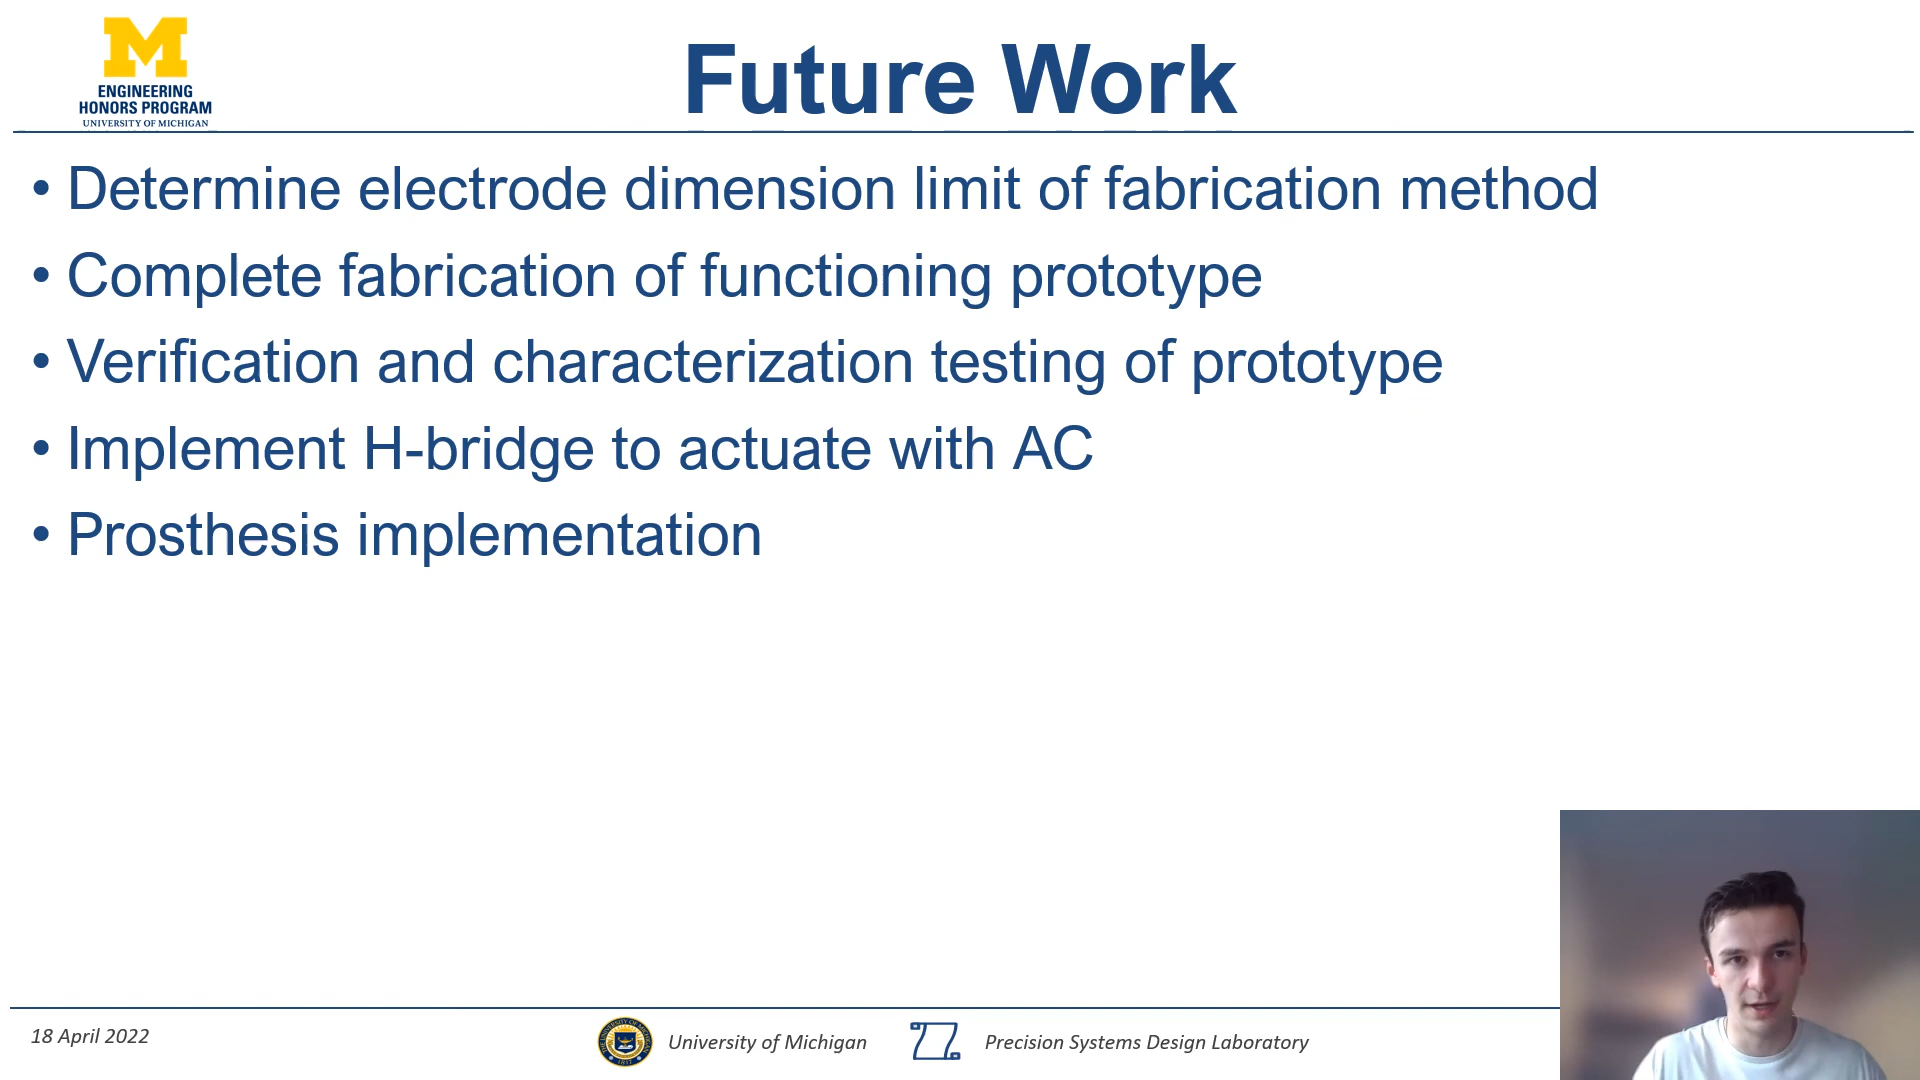 M
ENGINEERING
HONORS PROGRAM
UNIVERSITY OF MICHIGAN
Future Work
• Determine electrode dimension limit of fabrication method
• Complete fabrication of functioning prototype
• Verification and characterization testing of prototype
• Implement H-bridge to actuate with AC
• Prosthesis implementation
18 April 2022
University of Michigan
Precision Systems Design Laboratory